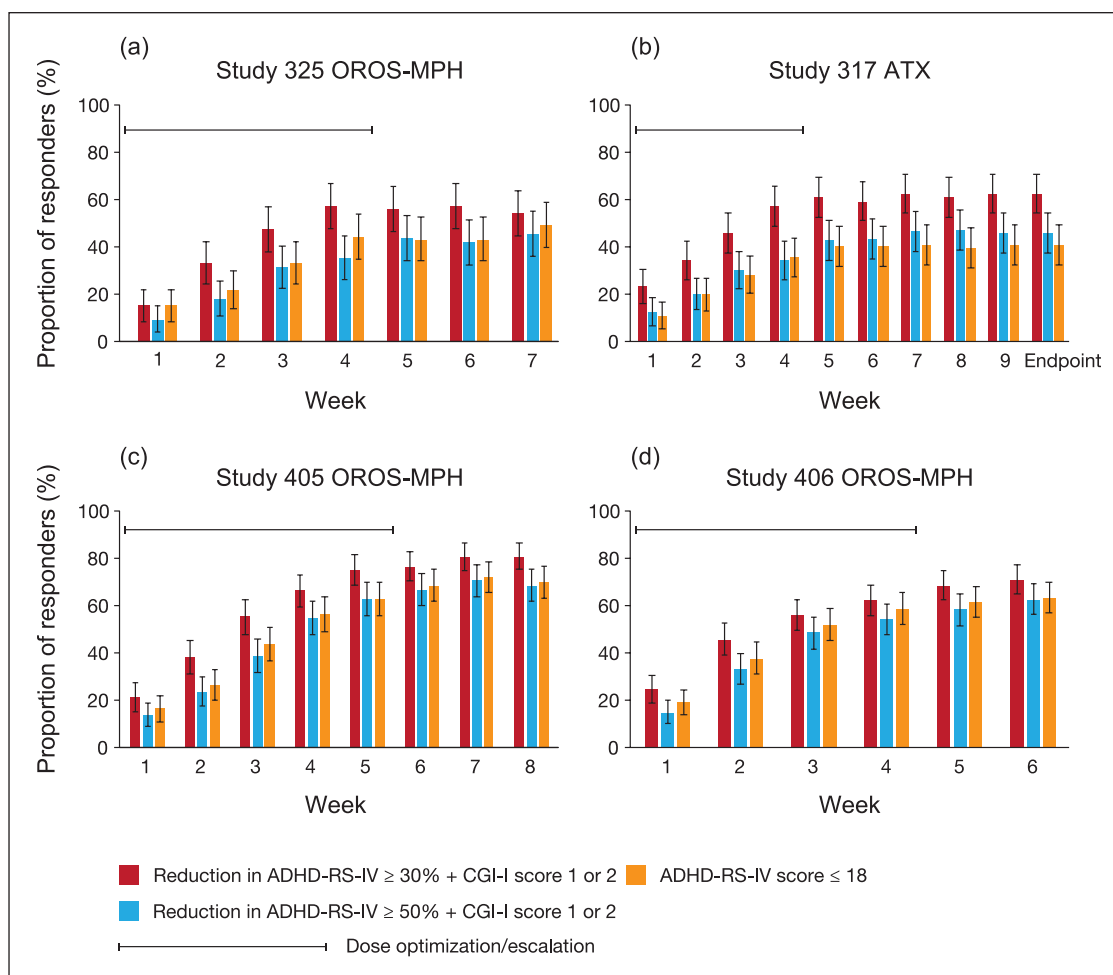 (a)
Study 325 OROS-MPH
Proportion of responders (%)
100
80
60
40
20
0
1 2 3 4 5 6 7
Week
(b)
Study 317 ATX
100
80
60
40
20
0
1 2 3 4 5 6 7 8 9 Endpoint
Week
(c)
Study 405 OROS-MPH
Proportion of responders (%)
100
80
60
40
20
0
1 2 3 4 5 6 7 8
Week
(d)
Study 406 OROS-MPH
100
80
60
40
20
0
1 2 3 4 5 6
Week
Reduction in ADHD-RS-IV ≥ 30% + CGI-I score 1 or 2
ADHD-RS-IV score ≤ 18
Reduction in ADHD-RS-IV ≥ 50% + CGI-I score 1 or 2
Dose optimization/escalation